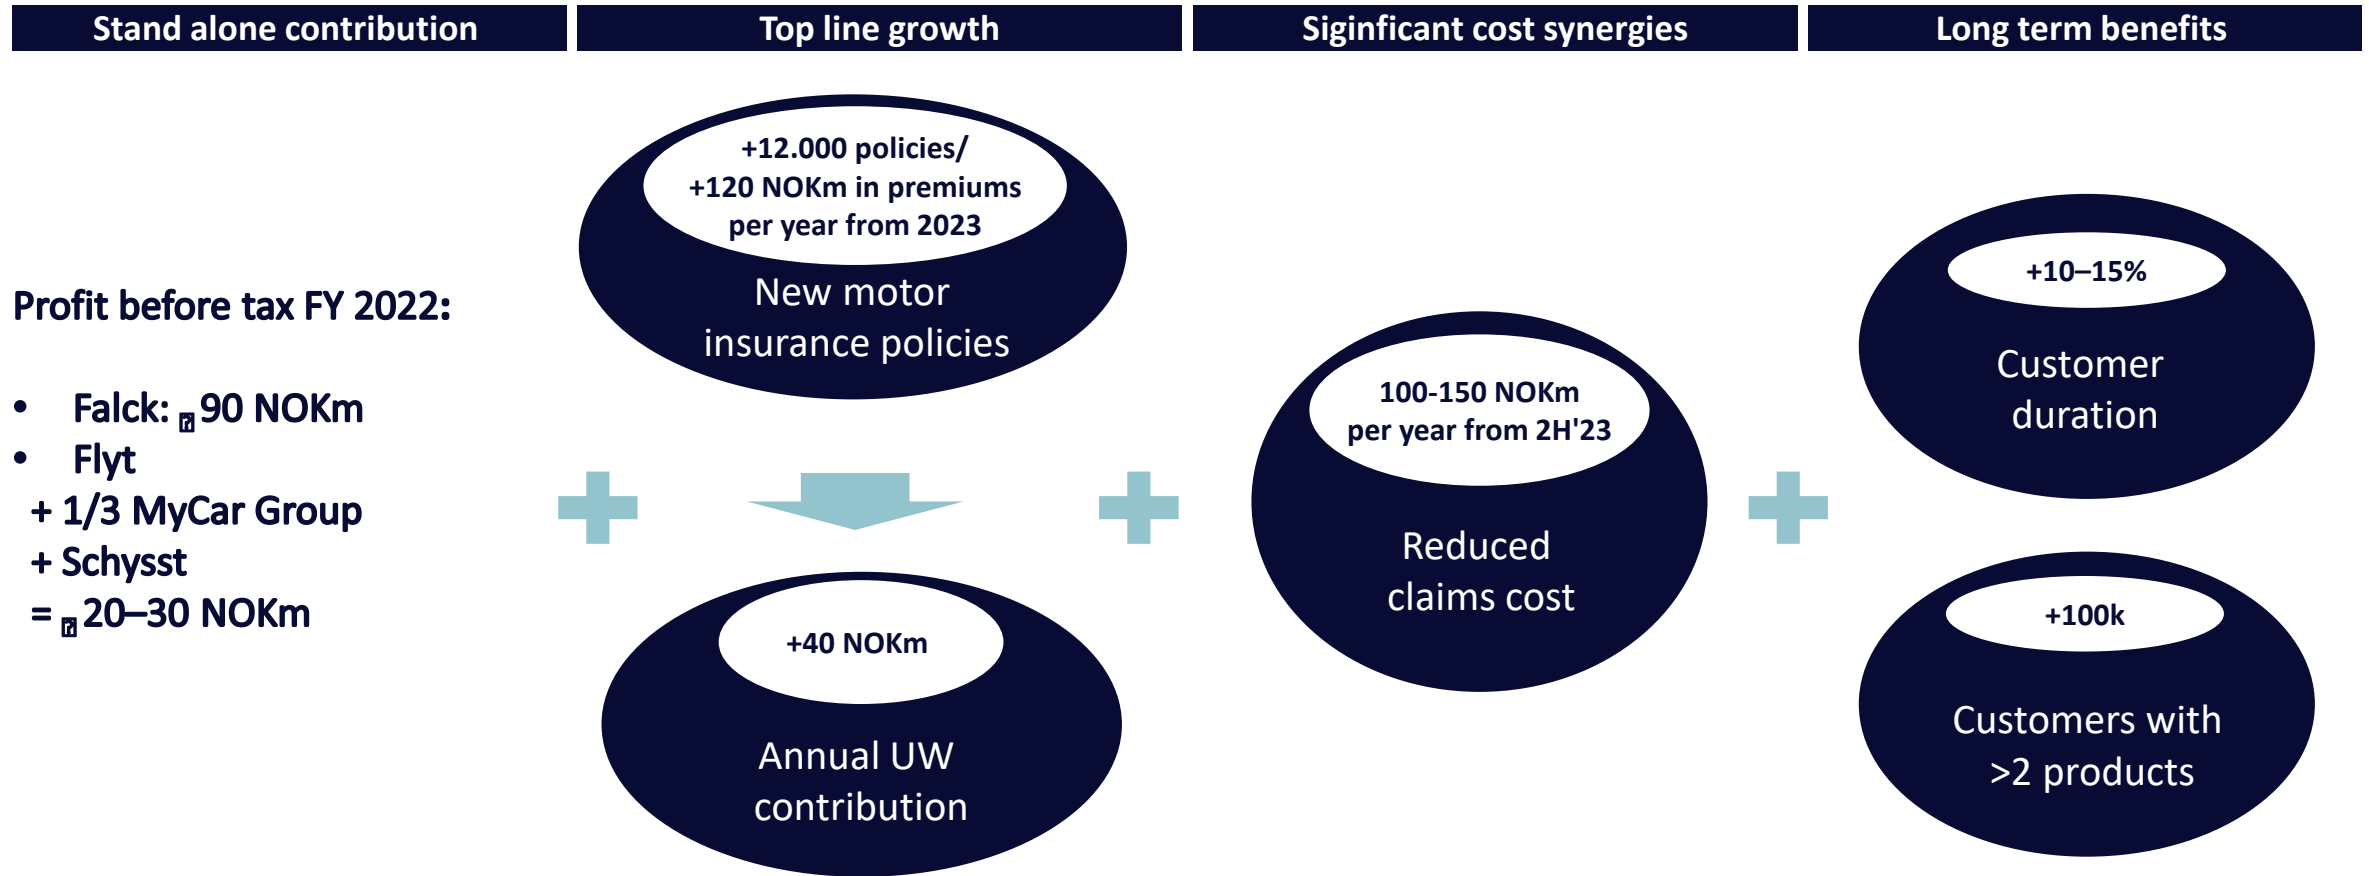 Stand alone contribution
Top line growth
Siginficant cost synergies
Long term benefits
Profit before tax FY 2022:
• Falck: 90 NOKm
• Flyt
+ 1/3 MyCar Group
+ Schysst
= 20–30 NOKm
+12.000 policies/
+120 NOKm in premiums
per year from 2023
New motor
insurance policies
+40 NOKm
Annual UW
contribution
100-150 NOKm
per year from 2H'23
Reduced
claims cost
+10–15%
Customer
duration
+100k
Customers with
>2 products